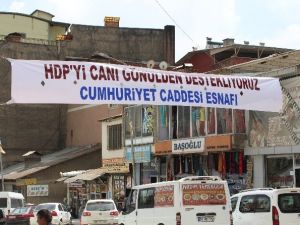 HDP'Yİ CANI GÖNÜLDEN DESTEKLİYORUZ
CUMHURİYET CADDESİ ESNAFI
BAŞOĞLU